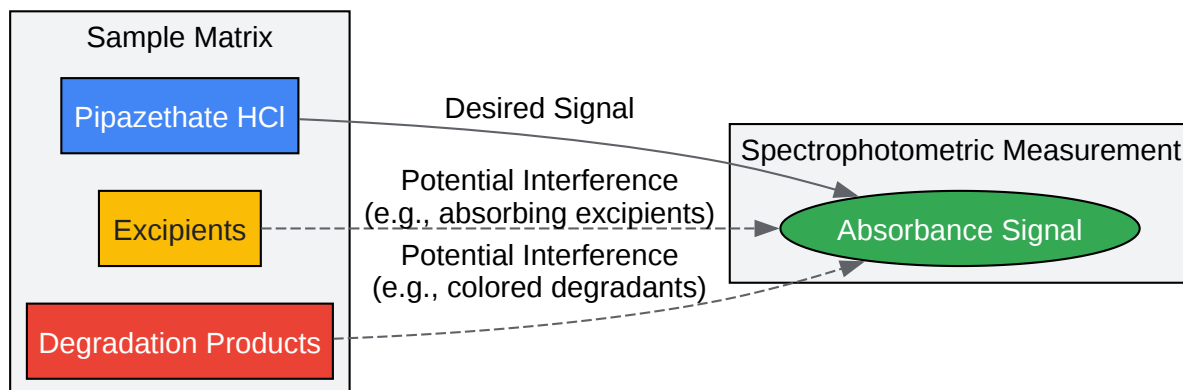 Sample Matrix
Pipazethate HCl
Excipients
Degradation Products
Desired Signal
Potential Interference
(e.g., absorbing excipients)
Potential Interference
(e.g., colored degradants)
Spectrophotometric Measurement
Absorbance Signal